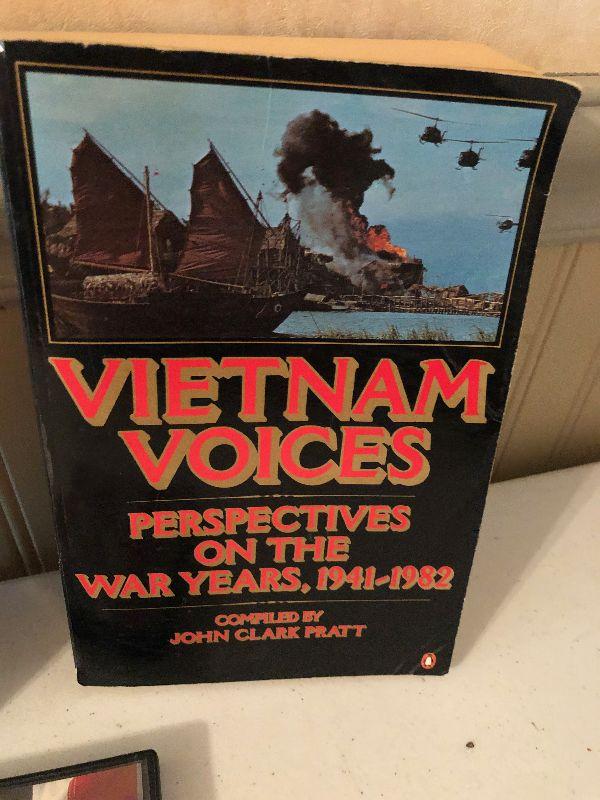 VIETNAM
VOICES
PERSPECTIVES
ON THE
WAR YEARS, 1941-1982
COMPILED BY
JOHN CLARK PRATT